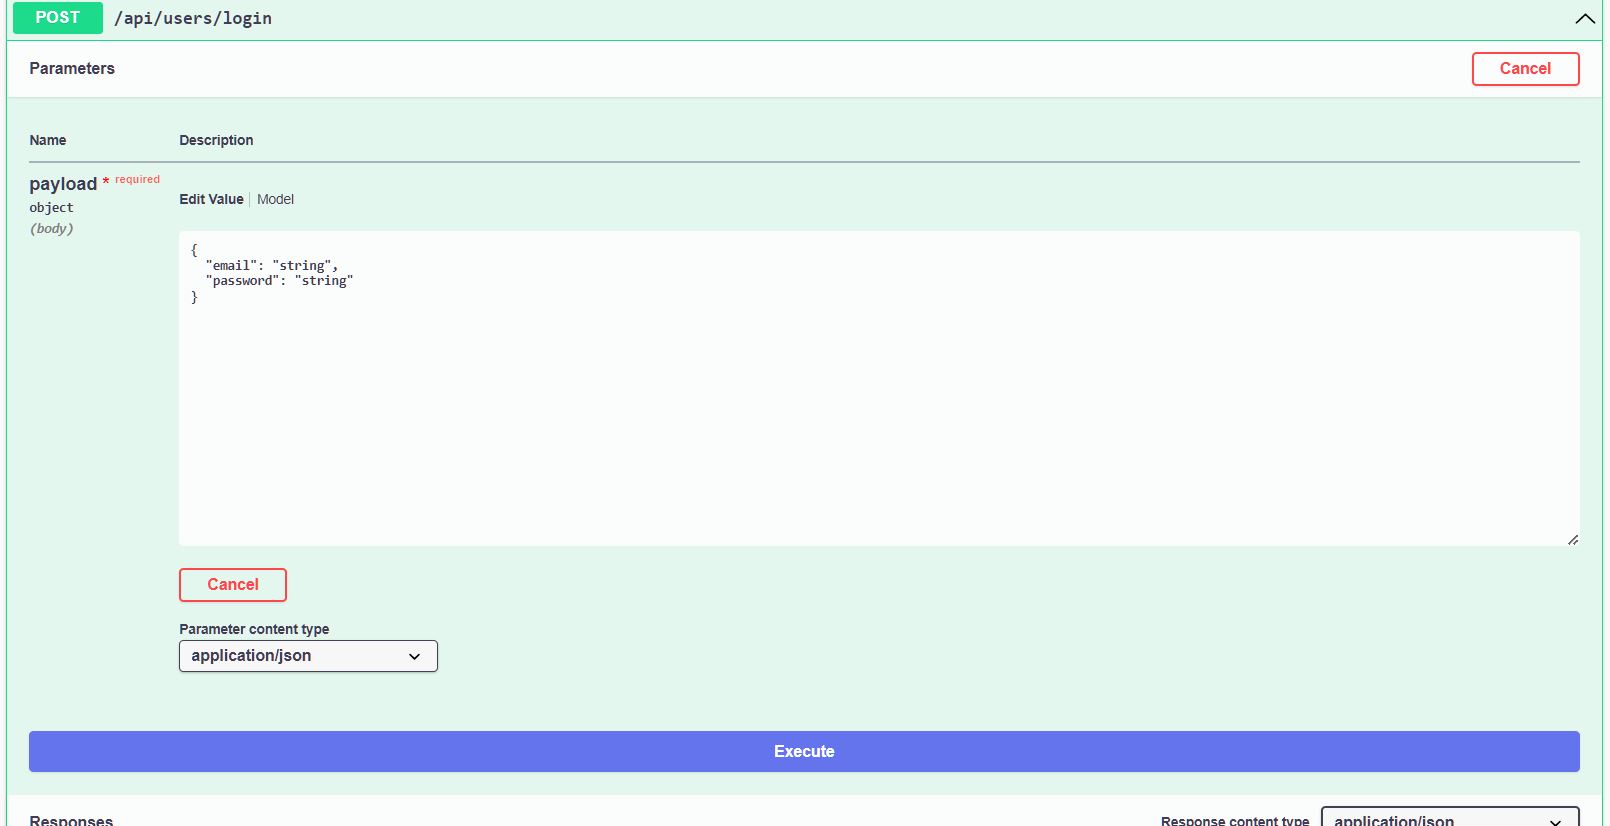 POST /api/users/login
Parameters Cancel
Name Description
payload * required
object
(body)
Edit Value | Model
{
  "email": "string",
  "password": "string"
}
Cancel
Parameter content type
application/json
Execute
Responses Response content type application/json